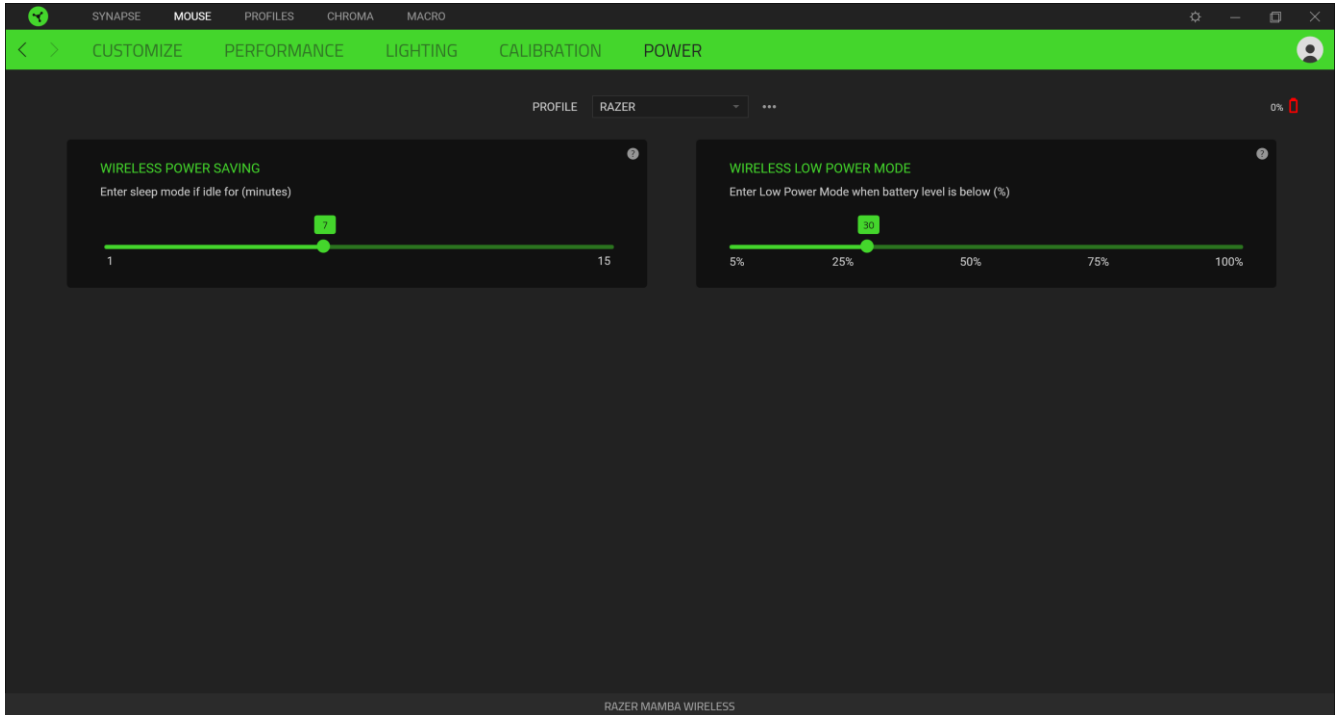 SYNAPSE MOUSE PROFILES CHROMA MACRO
CUSTOMIZE PERFORMANCE LIGHTING CALIBRATION POWER
PROFILE RAZER 0%
WIRELESS POWER SAVING
Enter sleep mode if idle for (minutes)
7
1 15
WIRELESS LOW POWER MODE
Enter Low Power Mode when battery level is below (%)
30
5% 25% 50% 75% 100%
RAZER MAMBA WIRELESS